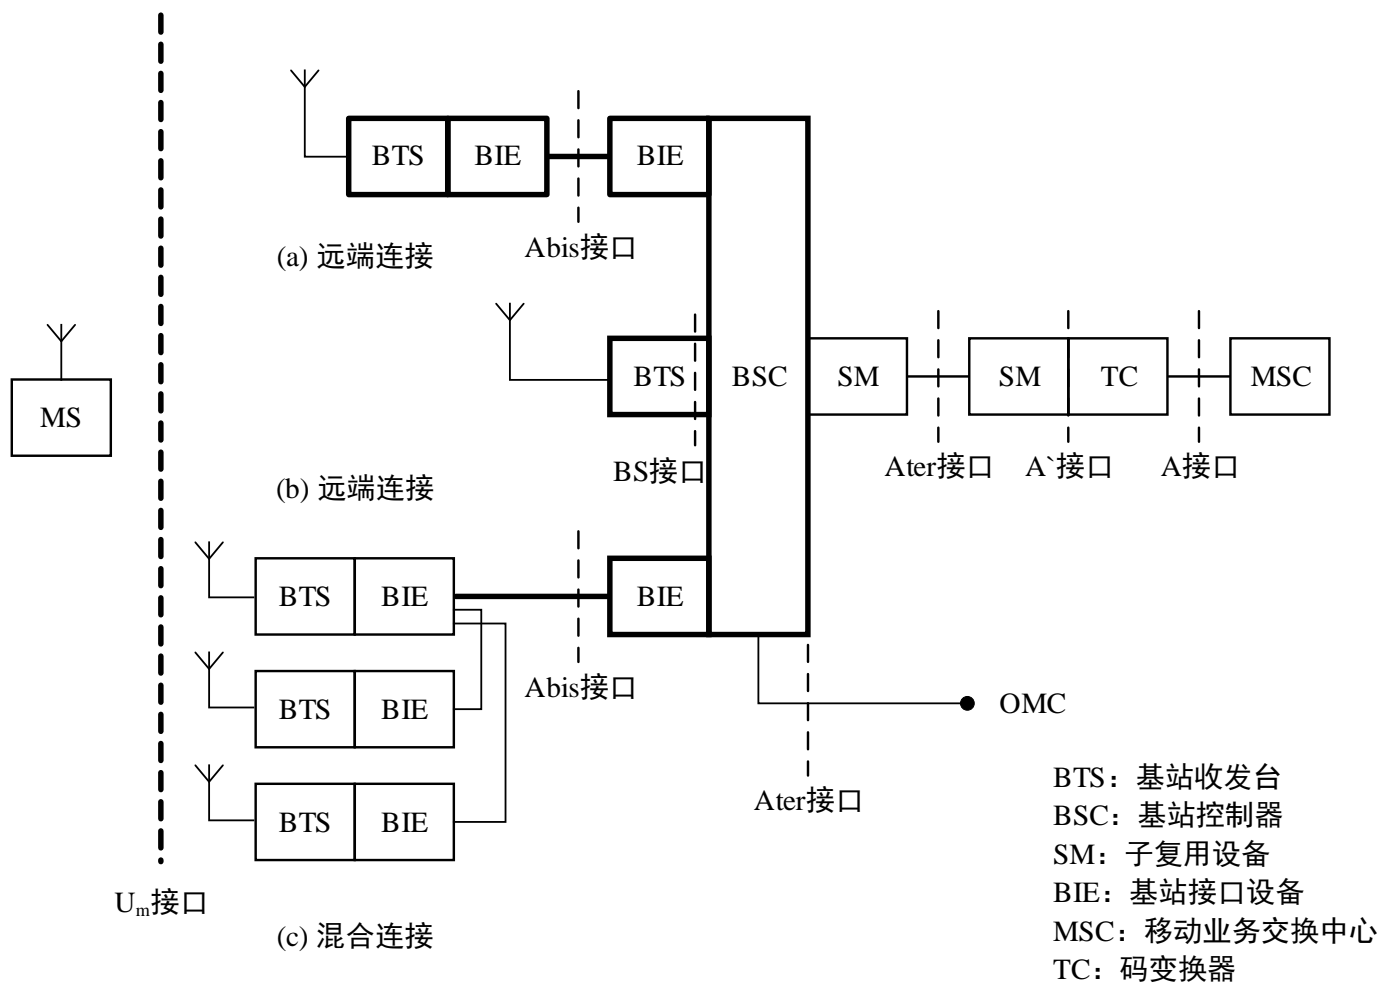 BTS BIE BIE
Abis接口
(a) 远端连接
MS
BTS BSC SM SM TC MSC
BS接口 Ater接口 A`接口 A接口
(b) 远端连接
BTS BIE BIE
Abis接口
BTS BIE
OMC
Ater接口
BTS BIE
Um接口
(c) 混合连接
BTS：基站收发台
BSC：基站控制器
SM：子复用设备
BIE：基站接口设备
MSC：移动业务交换中心
TC：码变换器